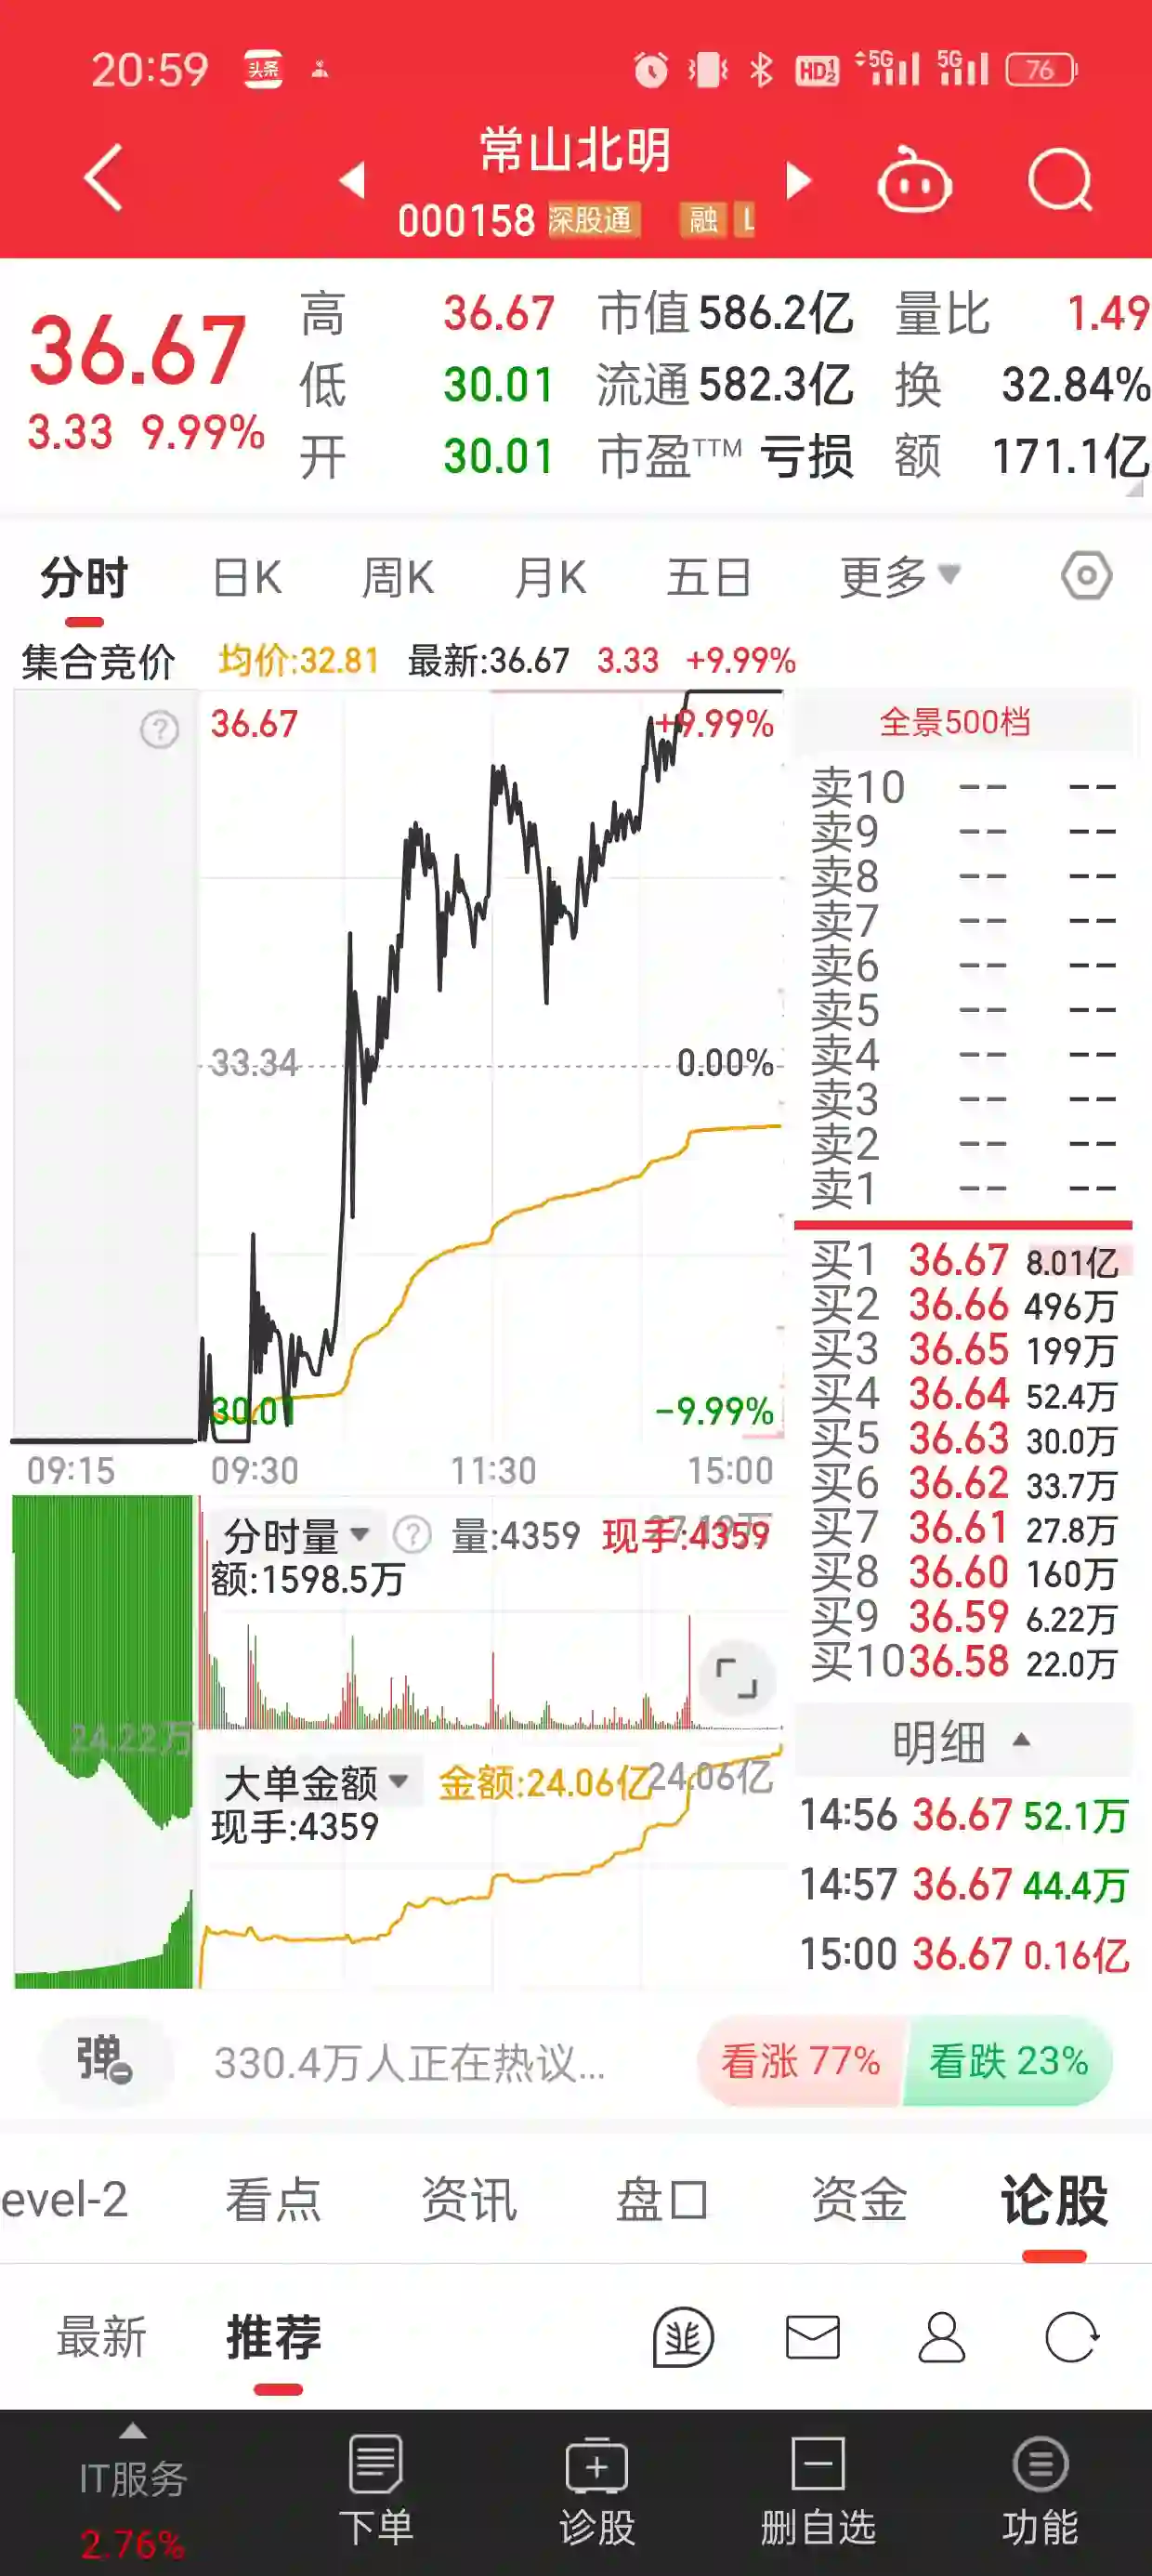 20:59 头条 HD 1 2 5G 5G 76
常山北明
000158 深股通 融 L
36.67
3.33 9.99%
高 36.67 市值 586.2亿 量比 1.49
低 30.01 流通 582.3亿 换 32.84%
开 30.01 市盈TTM 亏损 额 171.1亿
分时 日K 周K 月K 五日 更多
集合竞价 均价:32.81 最新:36.67 3.33 +9.99%
36.67 +9.99%
33.34 0.00%
30.01 -9.99%
09:15 09:30 11:30 15:00
分时量 ? 量:4359 现手:4359
额:1598.5万
24.22万
大单金额 金额:24.06亿 24.06亿
现手:4359
全景500档
卖10 -- --
卖9 -- --
卖8 -- --
卖7 -- --
卖6 -- --
卖5 -- --
卖4 -- --
卖3 -- --
卖2 -- --
卖1 -- --
买1 36.67 8.01亿
买2 36.66 496万
买3 36.65 199万
买4 36.64 52.4万
买5 36.63 30.0万
买6 36.62 33.7万
买7 36.61 27.8万
买8 36.60 160万
买9 36.59 6.22万
买10 36.58 22.0万
明细
14:56 36.67 52.1万
14:57 36.67 44.4万
15:00 36.67 0.16亿
弹 330.4万人正在热议... 看涨 77% 看跌 23%
evel-2 看点 资讯 盘口 资金 论股
最新 推荐
IT服务 下单 诊股 删自选 功能
2.76%